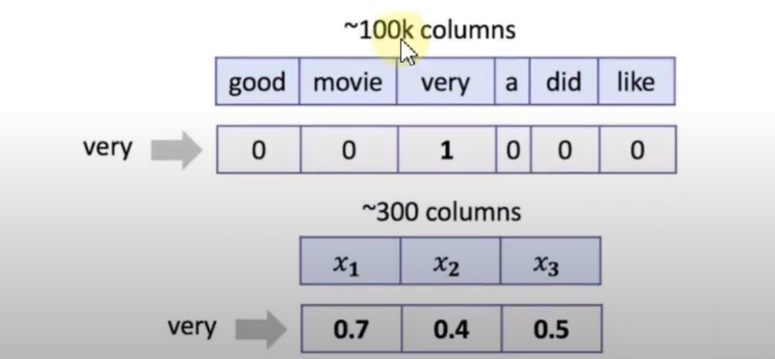 ~100k columns
good movie very a did like
very 0 0 1 0 0 0
~300 columns
x₁ x₂ x₃
very 0.7 0.4 0.5